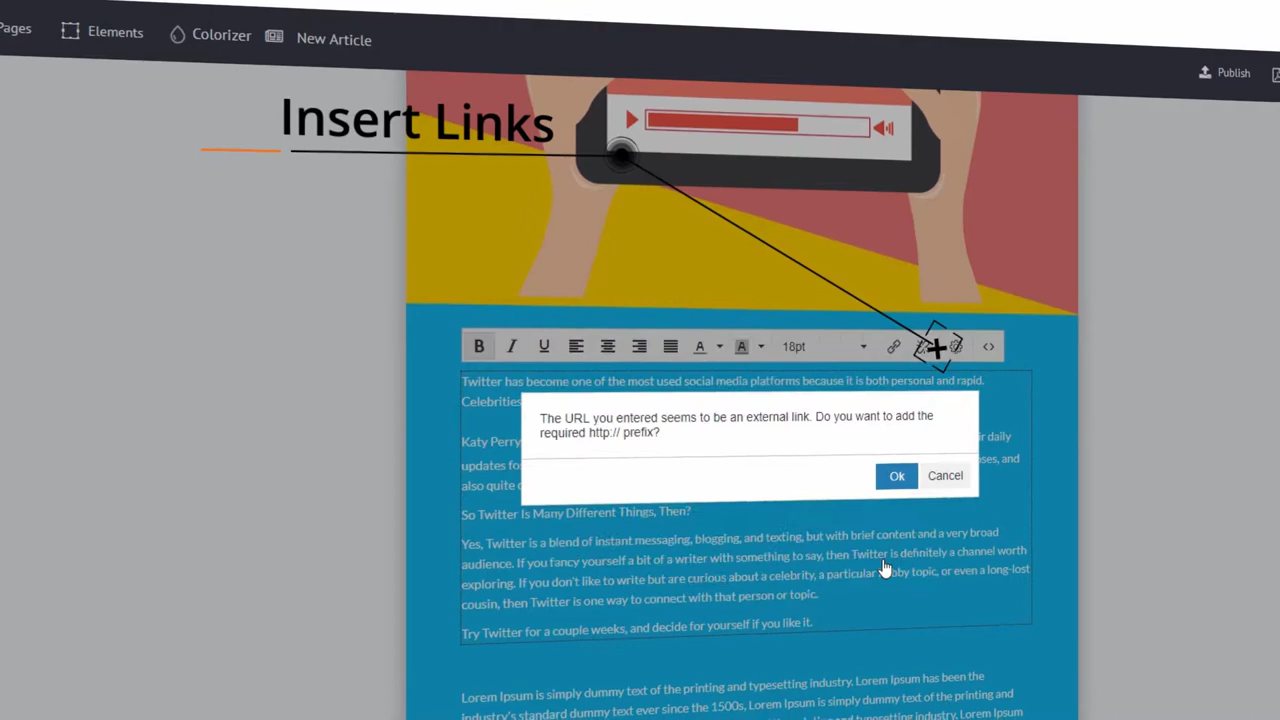 Pages
Elements
Colorizer
New Article
Publish
Insert Links
B I U A A 18pt
Twitter has become one of the most used social media platforms because it is both personal and rapid.
Celebrities
The URL you entered seems to be an external link. Do you want to add the
required http:// prefix?
Katy Perry
daily
updates
and
also quite
Ok
Cancel
So Twitter Is Many Different Things, Then?
Yes, Twitter is a blend of instant messaging, blogging, and texting, but with brief content and a very broad
audience. If you fancy yourself a bit of a writer with something to say, then Twitter is definitely a channel worth
exploring. If you don't like to write but are curious about a celebrity, a particular topic, or even a long-lost
cousin, then Twitter is one way to connect with that person or topic.
Try Twitter for a couple weeks, and decide for yourself if you like it.
Lorem Ipsum is simply dummy text of the printing and typesetting industry. Lorem Ipsum has been the
industry's standard dummy text ever since the 1500s, Lorem Ipsum is simply dummy text of the printing and
typesetting industry. Lorem Ipsum